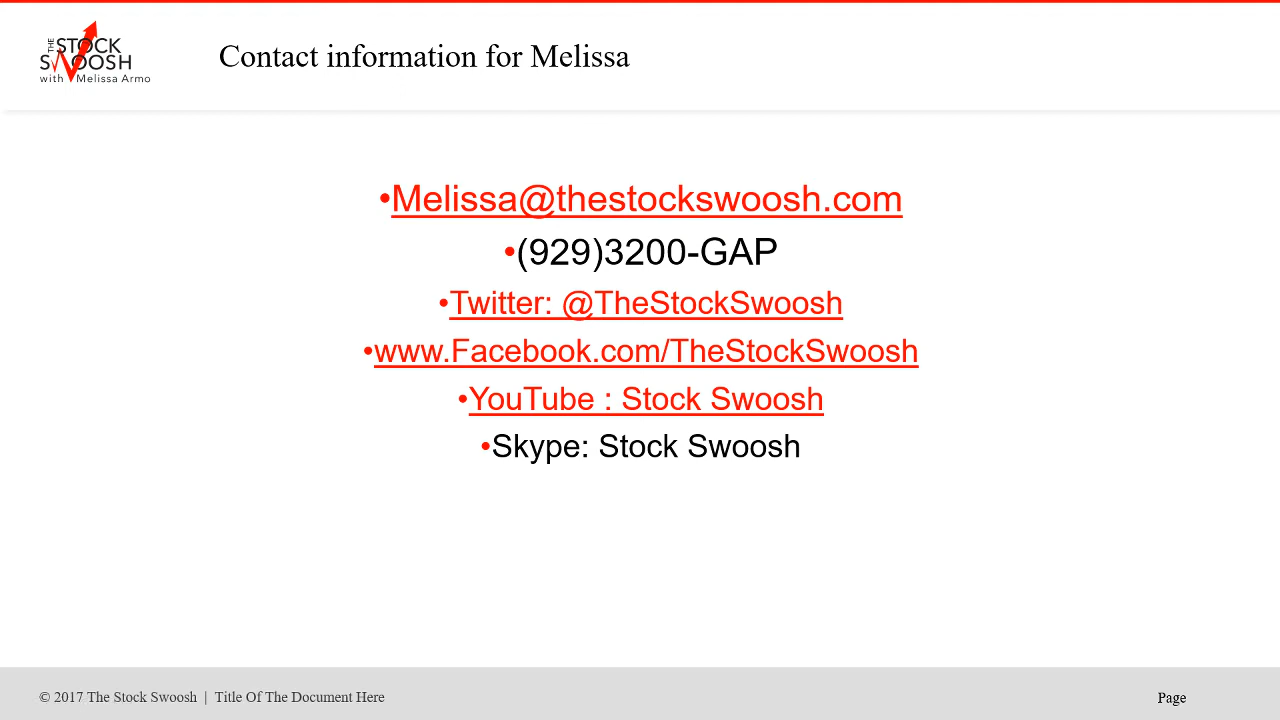 THE STOCK
SWOOSH
with Melissa Armo
Contact information for Melissa
•Melissa@thestockswoosh.com
•(929)3200-GAP
•Twitter: @TheStockSwoosh
•www.Facebook.com/TheStockSwoosh
•YouTube : Stock Swoosh
•Skype: Stock Swoosh
© 2017 The Stock Swoosh | Title Of The Document Here
Page